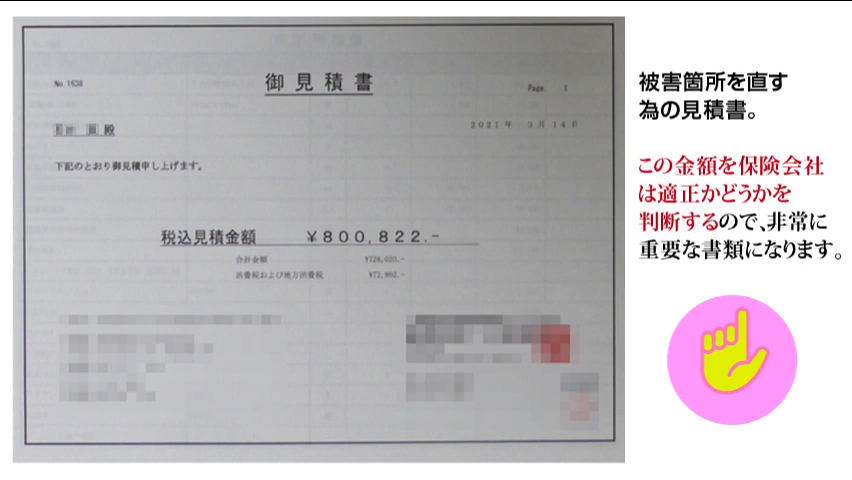 御見積書
No 1638
Page. 1
殿
2021年 3月14日
下記のとおり御見積申し上げます。
税込見積金額 ￥800,822.-
合計金額 ¥728,020.-
消費税および地方消費税 ¥72,802.-
被害箇所を直す
為の見積書。
この金額を保険会社
は適正かどうかを
判断するので、非常に
重要な書類になります。